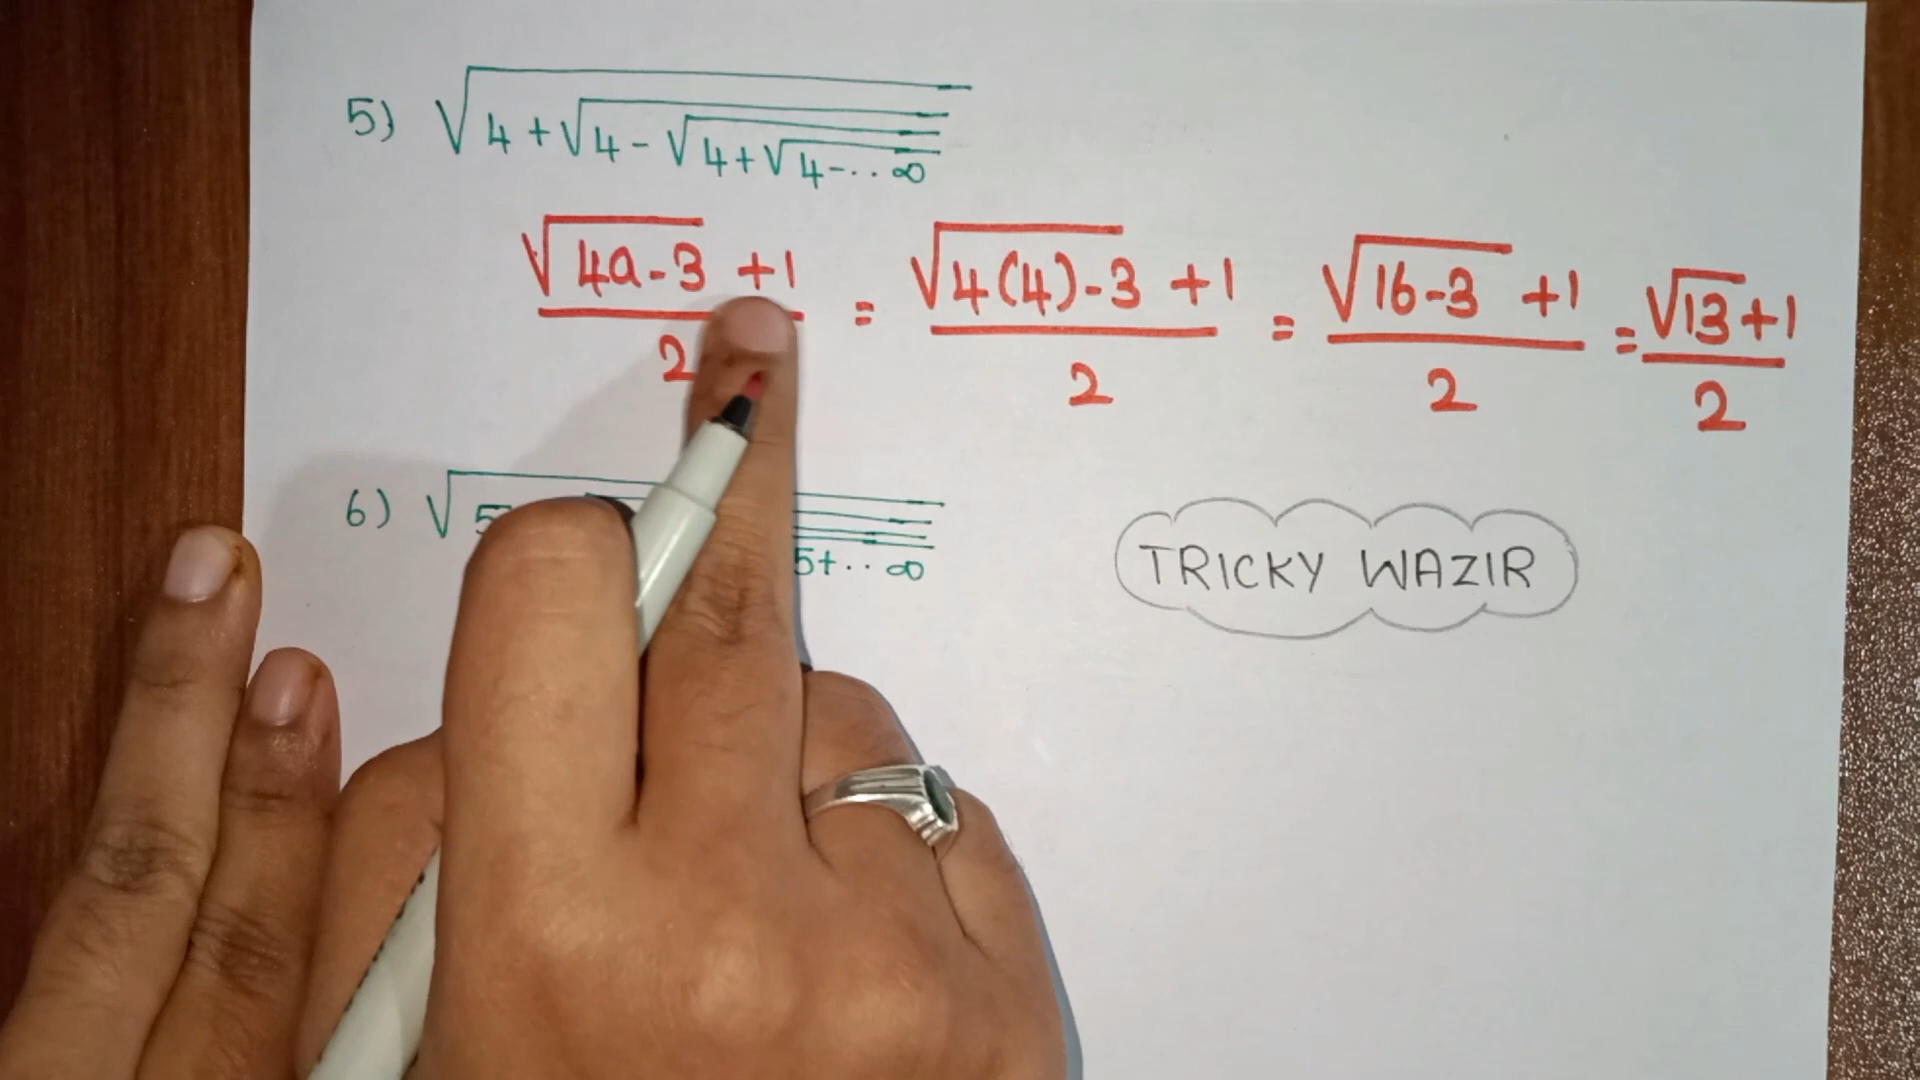 5) √4+√4-√4+√4-..∞
√4a-3 +1 / 2 = √4(4)-3 +1 / 2 = √16-3 +1 / 2 = √13+1 / 2
6) √5 5+..∞
TRICKY WAZIR